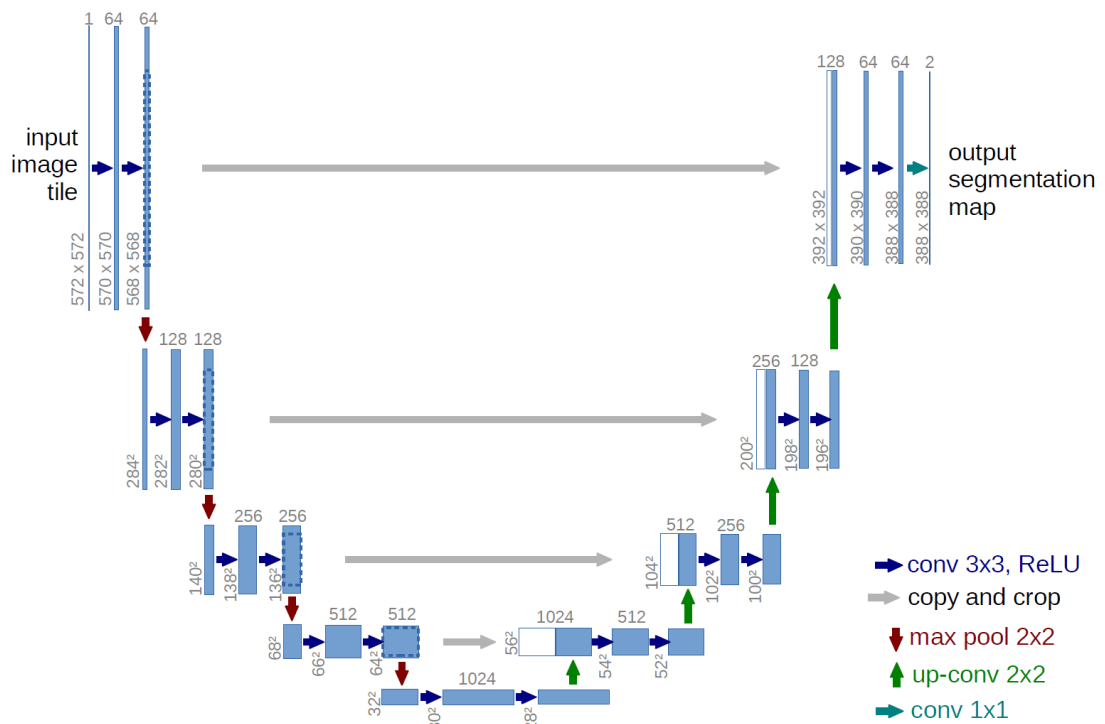 1 64 64
input
image
tile
572 x 572
570 x 570
568 x 568
128 64 64 2
output
segmentation
map
392 x 392
390 x 390
388 x 388
388 x 388
128 128
284²
282²
280²
256 128
200²
198²
196²
256 256
140²
138²
136²
512 256
104²
102²
100²
512 512
68²
66²
64²
1024 512
56²
54²
52²
1024
32²
conv 3x3, ReLU
copy and crop
max pool 2x2
up-conv 2x2
conv 1x1